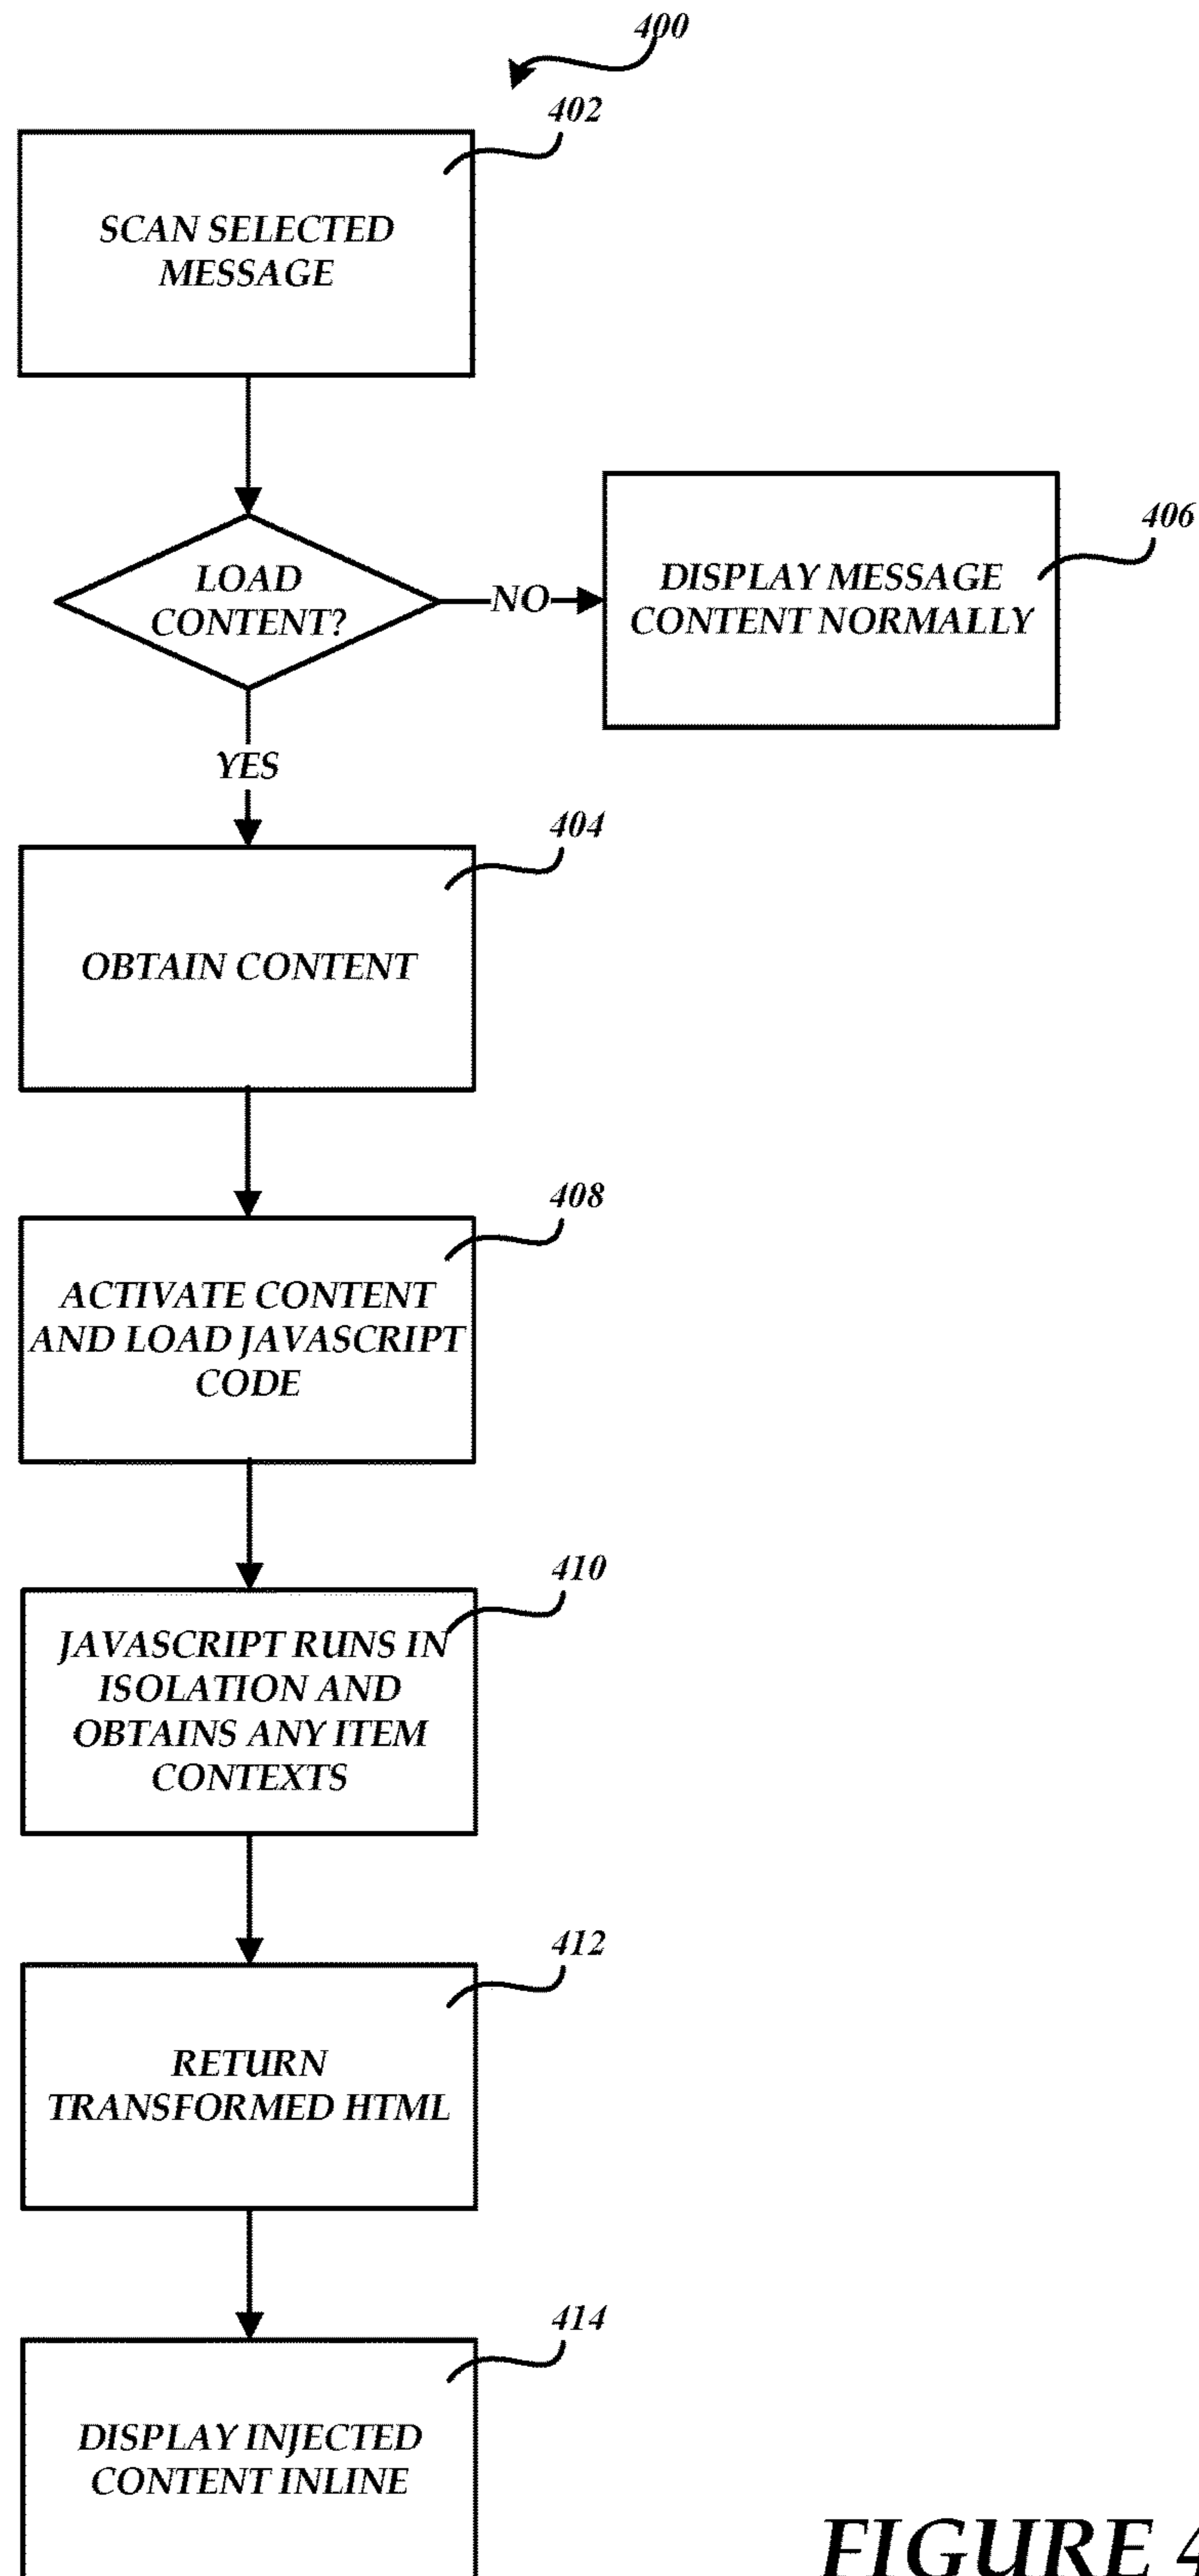 400
402
SCAN SELECTED
MESSAGE
LOAD
CONTENT?
NO
406
DISPLAY MESSAGE
CONTENT NORMALLY
YES
404
OBTAIN CONTENT
408
ACTIVATE CONTENT
AND LOAD JAVASCRIPT
CODE
410
JAVASCRIPT RUNS IN
ISOLATION AND
OBTAINS ANY ITEM
CONTEXTS
412
RETURN
TRANSFORMED HTML
414
DISPLAY INJECTED
CONTENT INLINE
FIGURE 4